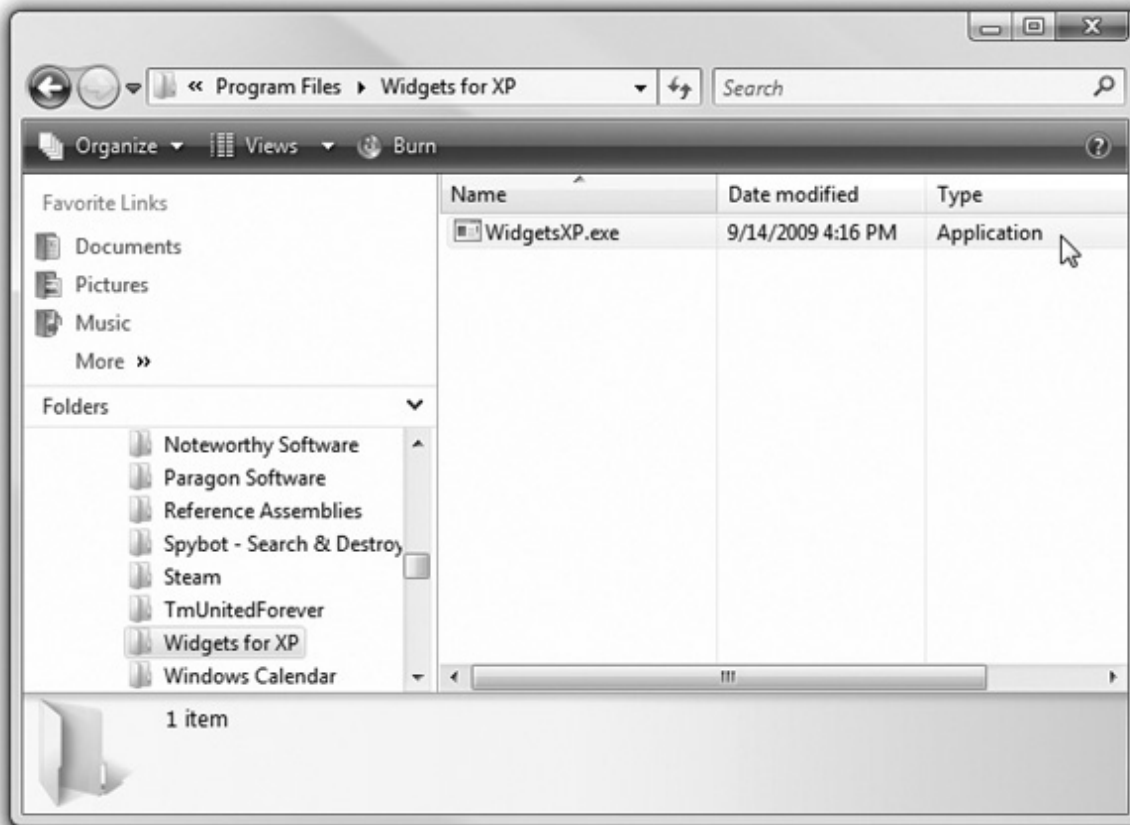 « Program Files ▸ Widgets for XP
Search
Organize Views Burn
Favorite Links
Documents
Pictures
Music
More »
Folders
Noteworthy Software
Paragon Software
Reference Assemblies
Spybot - Search & Destroy
Steam
TmUnitedForever
Widgets for XP
Windows Calendar
Name Date modified Type
WidgetsXP.exe 9/14/2009 4:16 PM Application
1 item